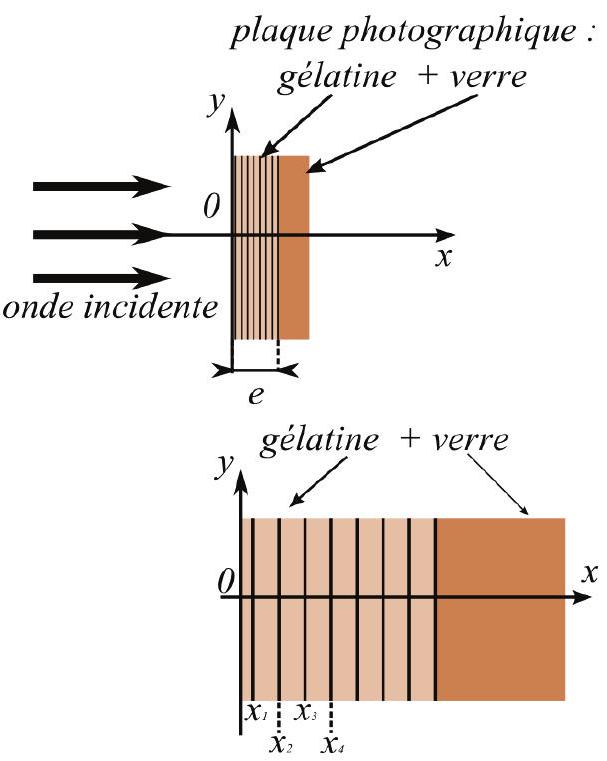 plaque photographique :
gélatine + verre
y
0
x
onde incidente
e
gélatine + verre
y
0
x
x₁ x₃
x₂ x₄